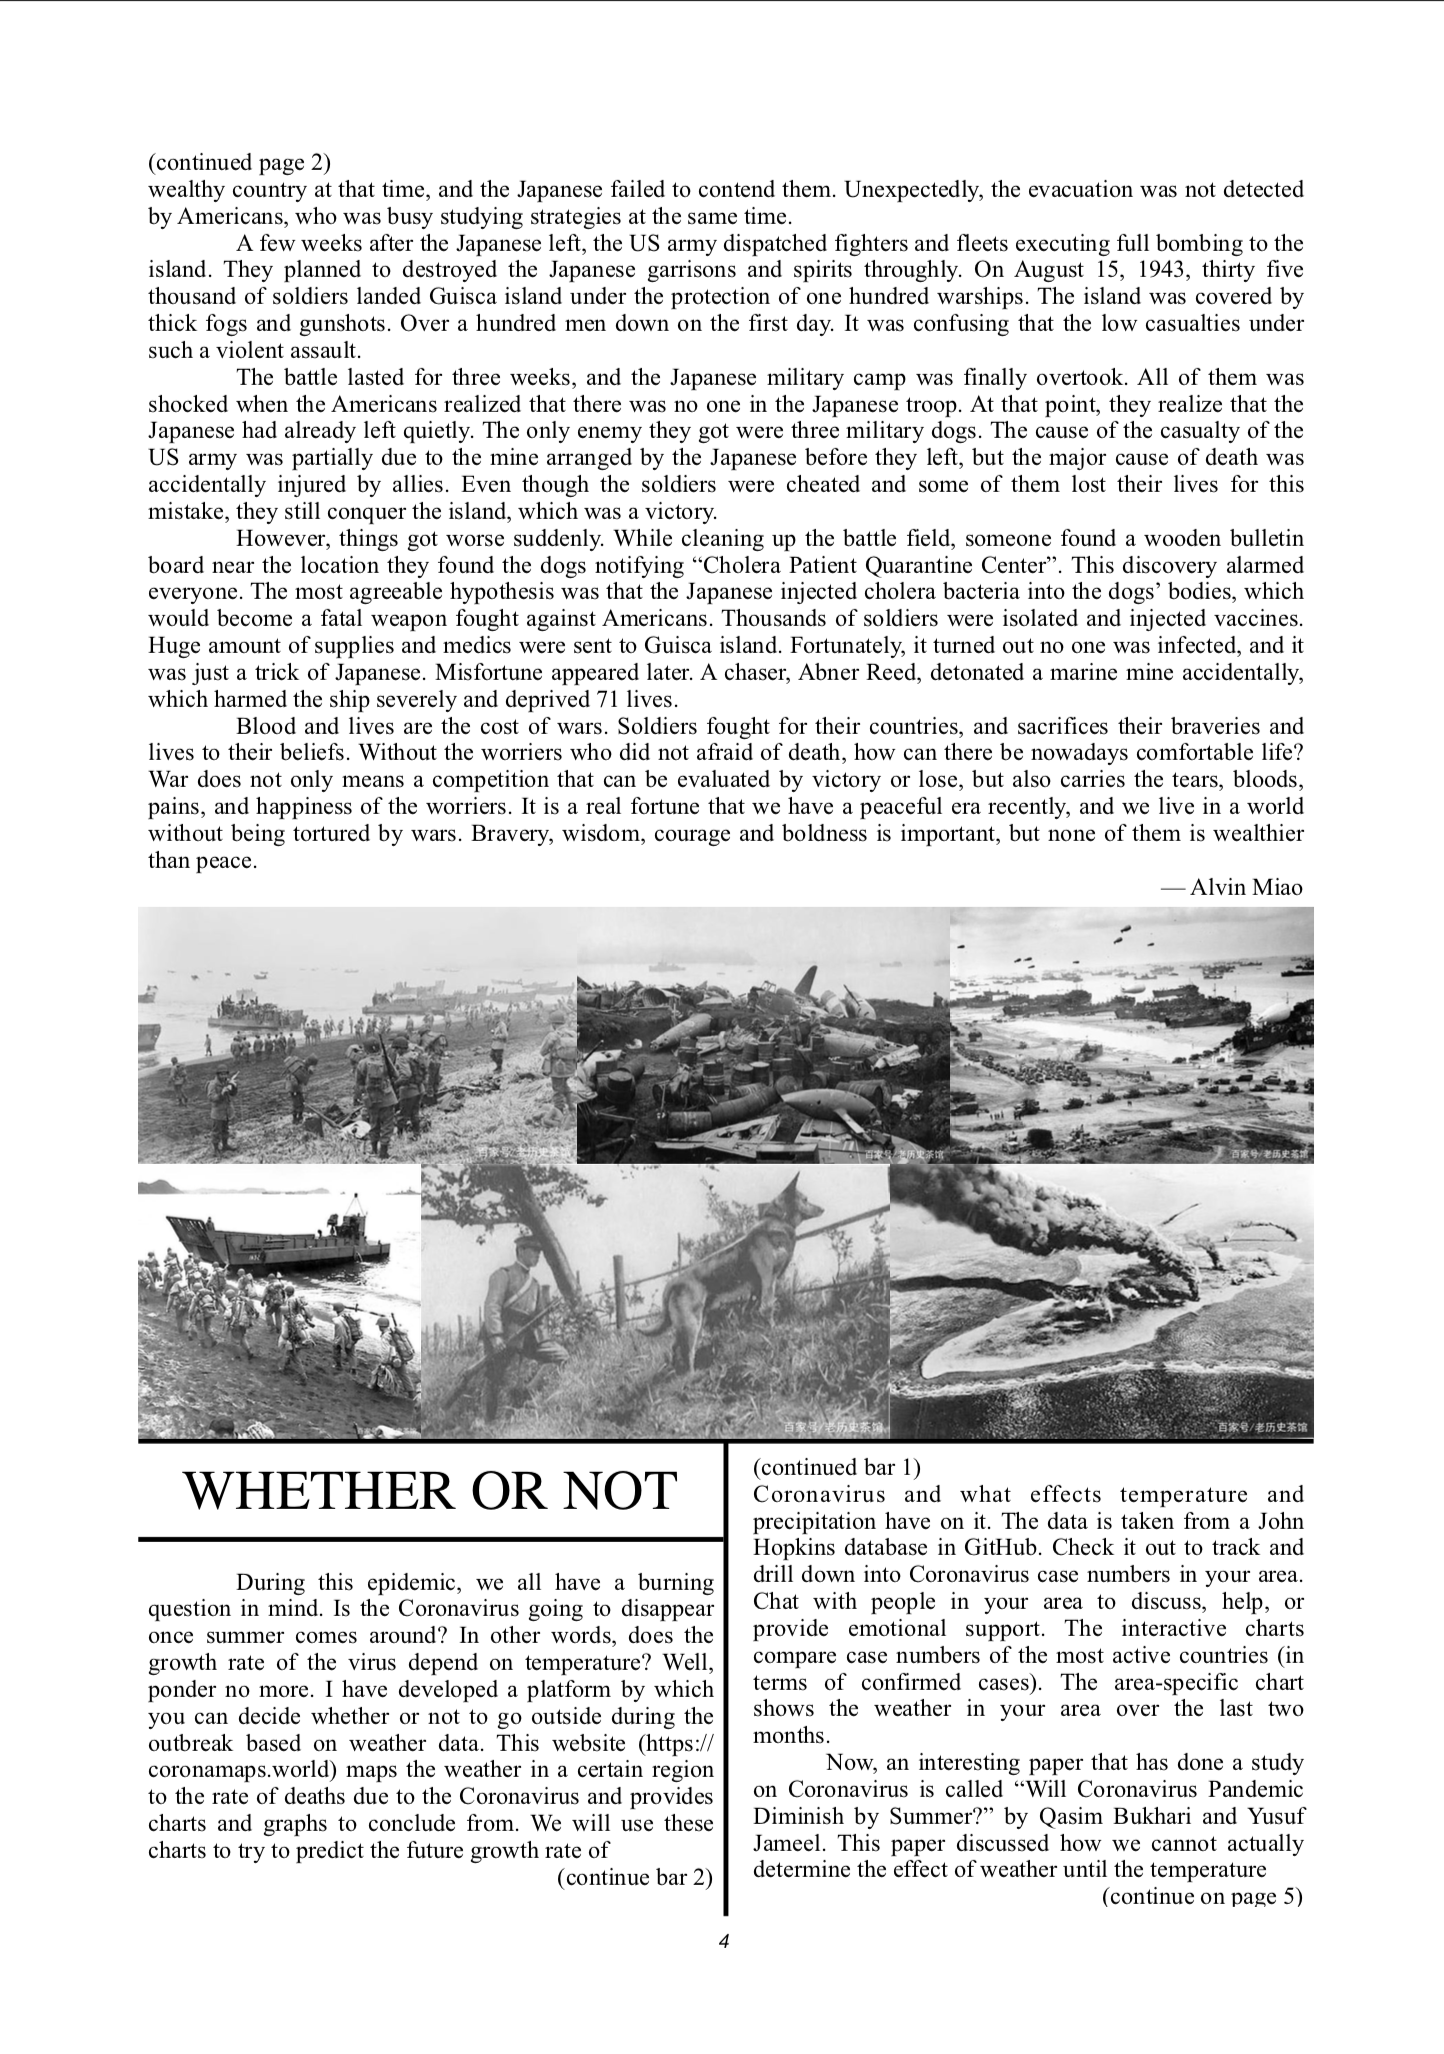 (continued page 2)
wealthy country at that time, and the Japanese failed to contend them. Unexpectedly, the evacuation was not detected
by Americans, who was busy studying strategies at the same time.
A few weeks after the Japanese left, the US army dispatched fighters and fleets executing full bombing to the
island. They planned to destroyed the Japanese garrisons and spirits throughly. On August 15, 1943, thirty five
thousand of soldiers landed Guisca island under the protection of one hundred warships. The island was covered by
thick fogs and gunshots. Over a hundred men down on the first day. It was confusing that the low casualties under
such a violent assault.
The battle lasted for three weeks, and the Japanese military camp was finally overtook. All of them was
shocked when the Americans realized that there was no one in the Japanese troop. At that point, they realize that the
Japanese had already left quietly. The only enemy they got were three military dogs. The cause of the casualty of the
US army was partially due to the mine arranged by the Japanese before they left, but the major cause of death was
accidentally injured by allies. Even though the soldiers were cheated and some of them lost their lives for this
mistake, they still conquer the island, which was a victory.
However, things got worse suddenly. While cleaning up the battle field, someone found a wooden bulletin
board near the location they found the dogs notifying “Cholera Patient Quarantine Center”. This discovery alarmed
everyone. The most agreeable hypothesis was that the Japanese injected cholera bacteria into the dogs’ bodies, which
would become a fatal weapon fought against Americans. Thousands of soldiers were isolated and injected vaccines.
Huge amount of supplies and medics were sent to Guisca island. Fortunately, it turned out no one was infected, and it
was just a trick of Japanese. Misfortune appeared later. A chaser, Abner Reed, detonated a marine mine accidentally,
which harmed the ship severely and deprived 71 lives.
Blood and lives are the cost of wars. Soldiers fought for their countries, and sacrifices their braveries and
lives to their beliefs. Without the worriers who did not afraid of death, how can there be nowadays comfortable life?
War does not only means a competition that can be evaluated by victory or lose, but also carries the tears, bloods,
pains, and happiness of the worriers. It is a real fortune that we have a peaceful era recently, and we live in a world
without being tortured by wars. Bravery, wisdom, courage and boldness is important, but none of them is wealthier
than peace.
— Alvin Miao
百家号/老历史茶馆
百家号/老历史茶馆
百家号/老历史茶馆
百家号/老历史茶馆
百家号/老历史茶馆
WHETHER OR NOT
During this epidemic, we all have a burning
question in mind. Is the Coronavirus going to disappear
once summer comes around? In other words, does the
growth rate of the virus depend on temperature? Well,
ponder no more. I have developed a platform by which
you can decide whether or not to go outside during the
outbreak based on weather data. This website (https://
coronamaps.world) maps the weather in a certain region
to the rate of deaths due to the Coronavirus and provides
charts and graphs to conclude from. We will use these
charts to try to predict the future growth rate of
(continue bar 2)
(continued bar 1)
Coronavirus and what effects temperature and
precipitation have on it. The data is taken from a John
Hopkins database in GitHub. Check it out to track and
drill down into Coronavirus case numbers in your area.
Chat with people in your area to discuss, help, or
provide emotional support. The interactive charts
compare case numbers of the most active countries (in
terms of confirmed cases). The area-specific chart
shows the weather in your area over the last two
months.
Now, an interesting paper that has done a study
on Coronavirus is called “Will Coronavirus Pandemic
Diminish by Summer?” by Qasim Bukhari and Yusuf
Jameel. This paper discussed how we cannot actually
determine the effect of weather until the temperature
(continue on page 5)
4